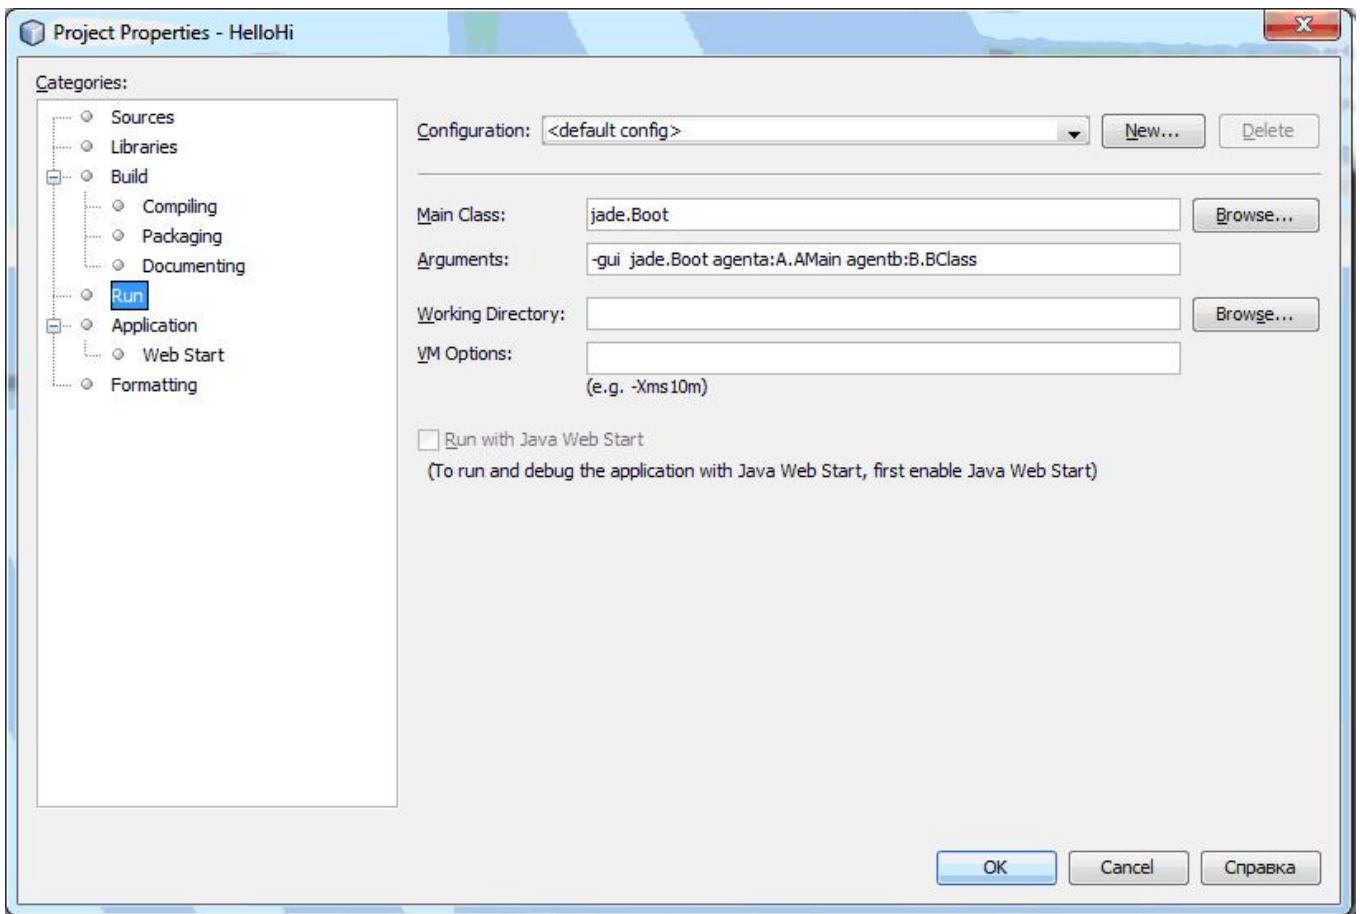 Project Properties - HelloHi
Categories:
Sources
Libraries
Build
Compiling
Packaging
Documenting
Run
Application
Web Start
Formatting
Configuration: <default config> New... Delete
Main Class: jade.Boot Browse...
Arguments: -gui jade.Boot agenta:A.AMain agentb:B.BClass
Working Directory: Browse...
VM Options:
(e.g. -Xms10m)
Run with Java Web Start
(To run and debug the application with Java Web Start, first enable Java Web Start)
OK Cancel Справка